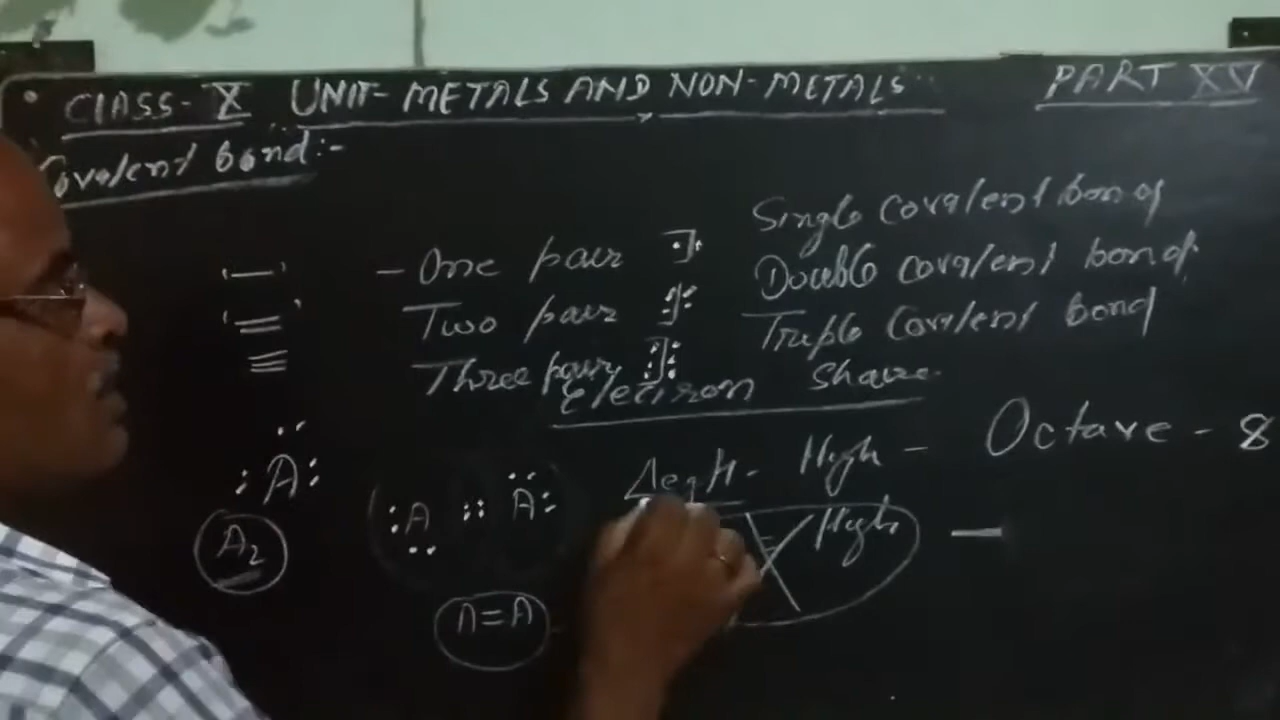 CLASS- X UNIT- METALS AND NON-METALS PART XV
Covalent bond:-
— - One pair Single covalent bond
= Two pair Double covalent bond
≡ Three pair Triple covalent bond
Electron share
:A: High - Octave - 8
A2 :A :: A: High —
A=A